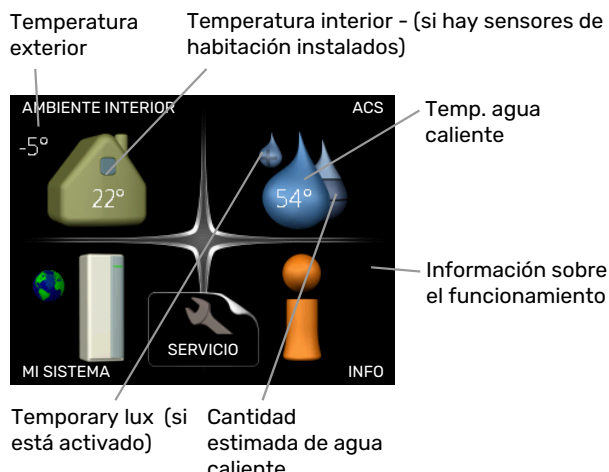 Temperatura
exterior
Temperatura interior - (si hay sensores de
habitación instalados)
AMBIENTE INTERIOR
ACS
-5°
22°
54°
Temp. agua
caliente
Información sobre
el funcionamiento
SERVICIO
MI SISTEMA
INFO
Temporary lux (si
está activado)
Cantidad
estimada de agua
caliente